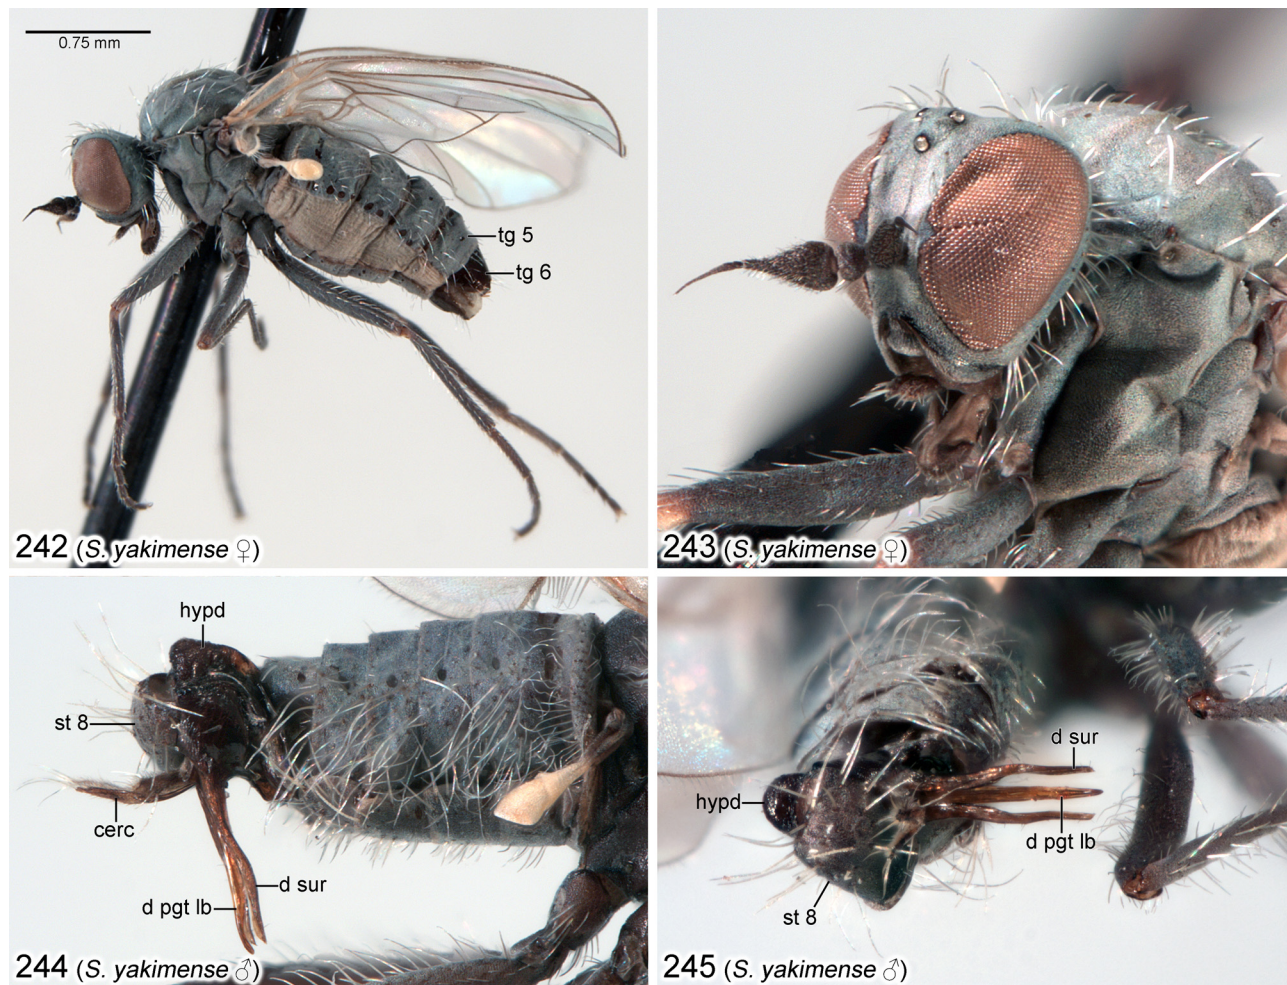 0.75 mm
tg 5
tg 6
242 (S. yakimense ♀)
243 (S. yakimense ♀)
hypd
st 8
cerc
d sur
d pgt lb
244 (S. yakimense ♂)
d sur
hypd
d pgt lb
st 8
245 (S. yakimense ♂)